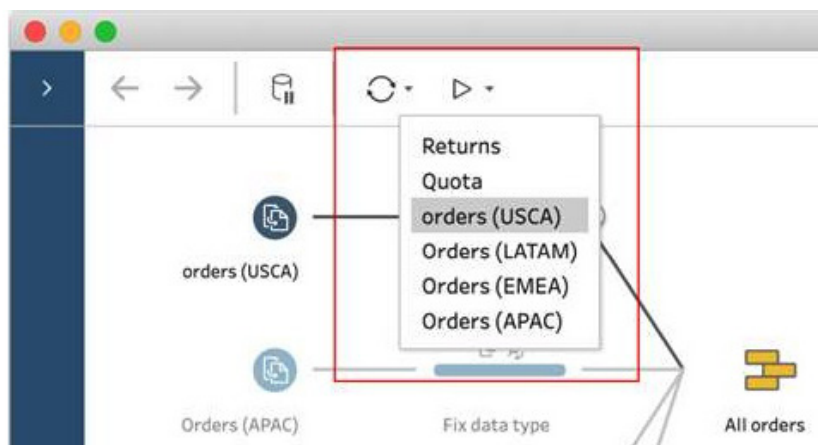 Returns
Quota
orders (USCA)
Orders (LATAM)
Orders (EMEA)
Orders (APAC)
orders (USCA)
Orders (APAC)
Fix data type
All orders